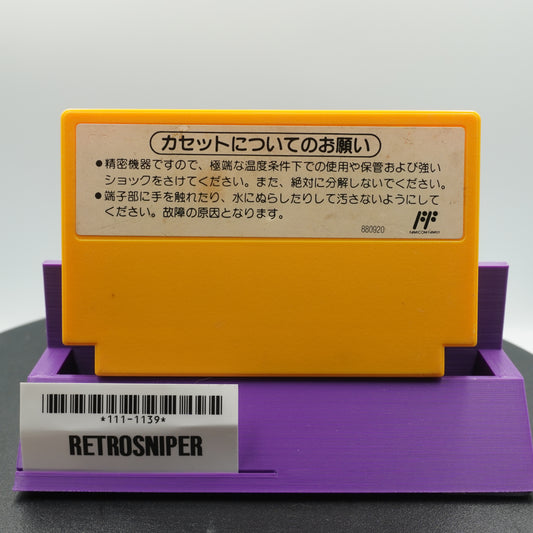 カセットについてのお願い
●精密機器ですので、極端な温度条件下での使用や保管および強い
ショックをさけてください。また、絶対に分解しないでください。
●端子部に手を触れたり、水にぬらしたりして汚さないようにして
ください。故障の原因となります。
FAMICOM FAMILY
880920
*111-1139*
RETROSNIPER